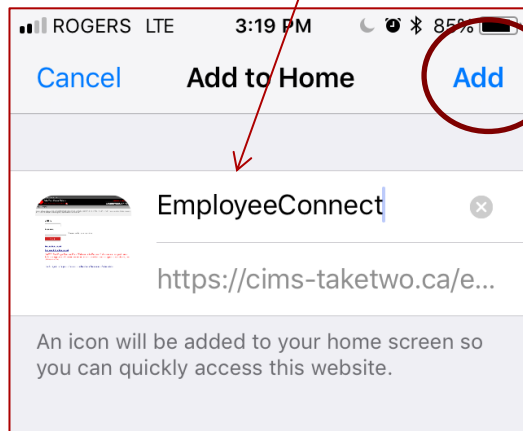 ROGERS LTE 3:19 PM 85%
Cancel Add to Home Add
EmployeeConnect
https://cims-taketwo.ca/e...
An icon will be added to your home screen so
you can quickly access this website.